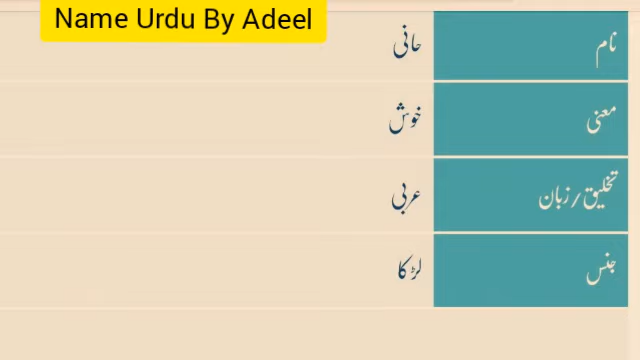 Name Urdu By Adeel
نام حانی
معنی خوش
تخلیق/زبان عربی
جنس لڑکا